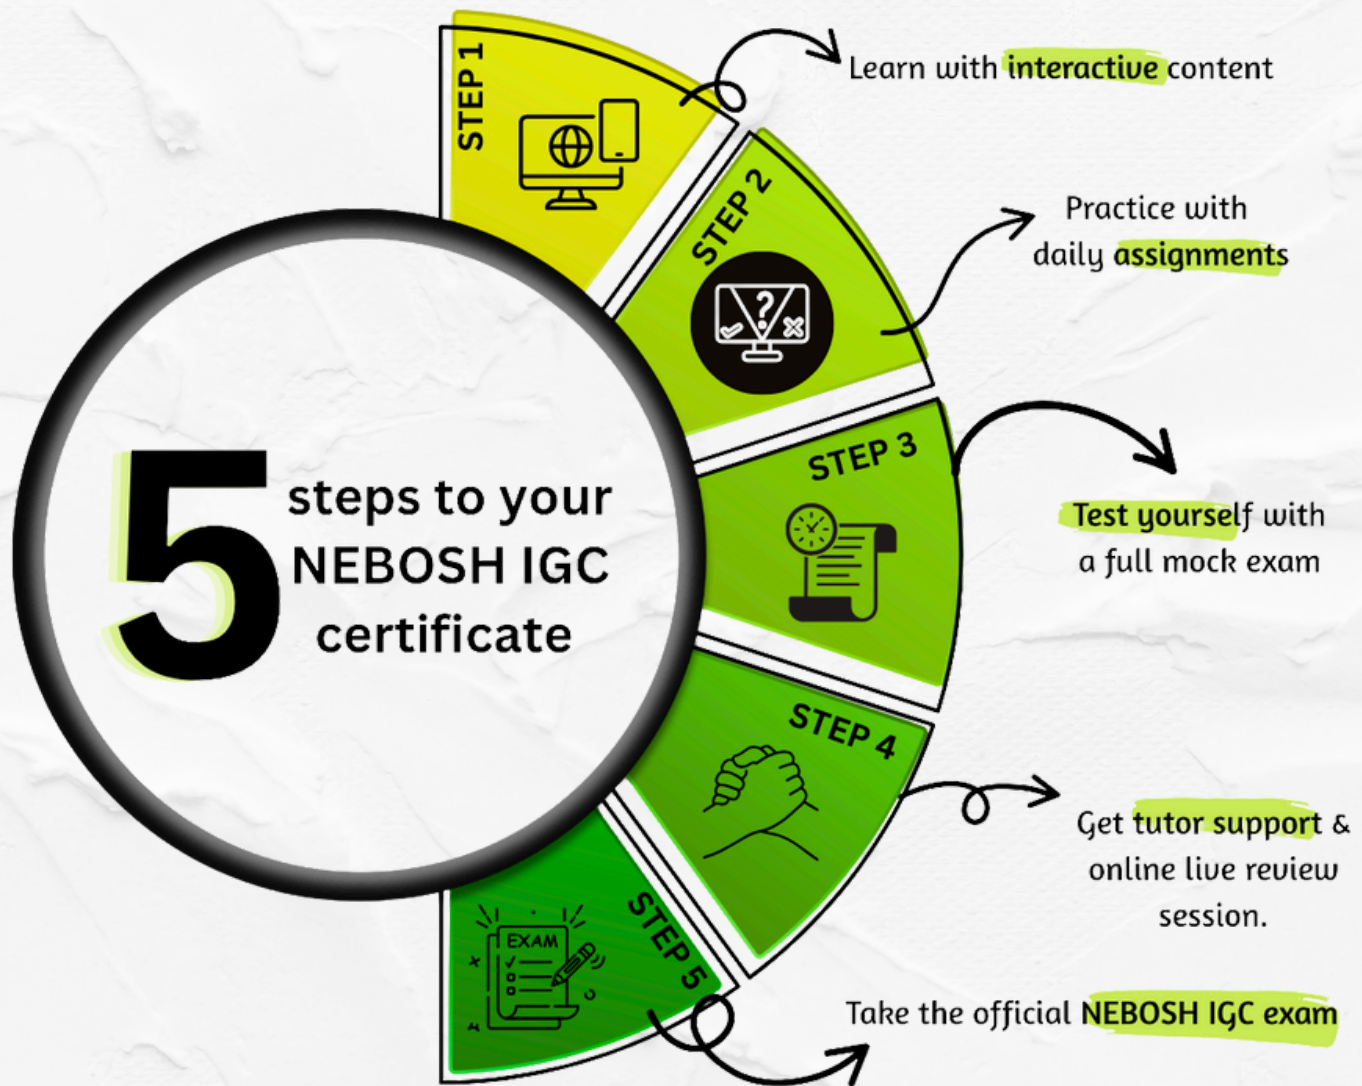 5
steps to your
NEBOSH IGC
certificate
STEP 1
Learn with interactive content
STEP 2
Practice with
daily assignments
STEP 3
Test yourself with
a full mock exam
STEP 4
Get tutor support &
online live review
session.
STEP 5
EXAM
Take the official NEBOSH IGC exam